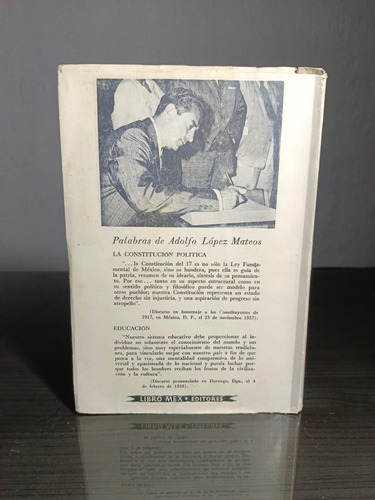 Palabras de Adolfo López Mateos
LA CONSTITUCION POLITICA
"... la Constitución del 17 es no sólo la Ley Funda-
mental de México, sino su bandera, pues ella es guía de
la patria, resumen de su ideario, síntesis de su pensamien-
to. Por eso... tanto en su aspecto estructural como en
su sentido político y filosófico puede ser modelo para
otros pueblos; nuestra Constitución representa un estado
de derecho sin injusticia, y una aspiración de progreso sin
atropello".
(Discurso en homenaje a los Constituyentes de
1917, en México, D. F., el 25 de noviembre 1957).
EDUCACIÓN
"Nuestro sistema educativo debe proporcionar al in-
dividuo no solamente el conocimiento del mundo y sus
problemas, sino muy especialmente de nuestras tradicio-
nes, para vincularlo mejor con nuestro país a fin de que
ponga a la vez, una mentalidad comprensiva de lo uni-
versal y apasionada de lo nacional y pueda luchar por-
que todos los hombres reciban los frutos de la civiliza-
ción y la cultura".
(Discurso pronunciado en Durango, Dgo., el 4
de febrero de 1958).
LIBRO MEX • EDITORES